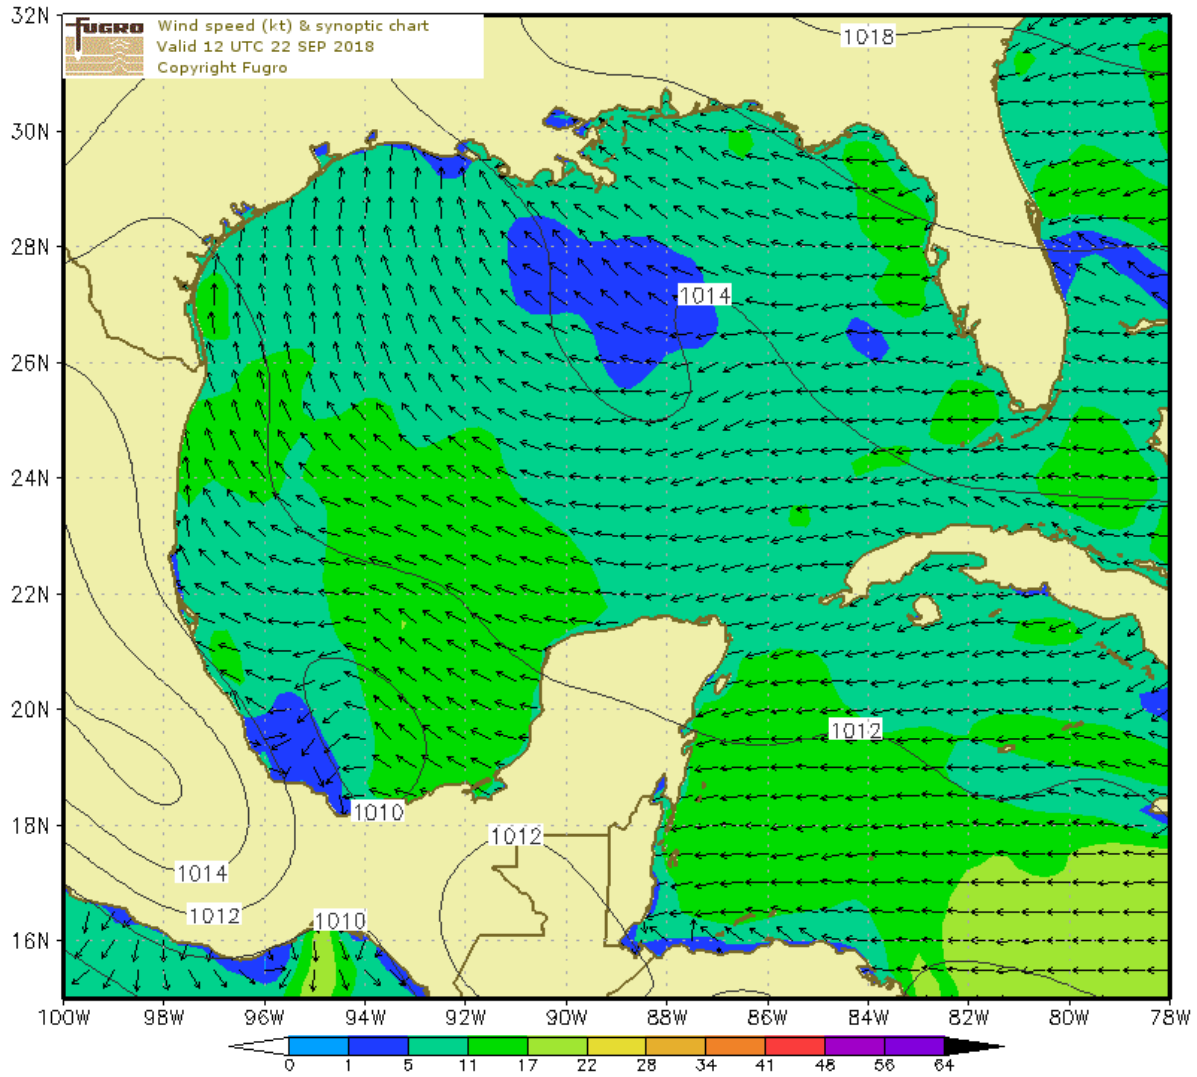 32N
FUGRO
Wind speed (kt) & synoptic chart
Valid 12 UTC 22 SEP 2018
Copyright Fugro
1018
30N
28N
1014
26N
24N
22N
20N
1012
18N
1010
1012
1014
1012
1010
16N
100W 98W 96W 94W 92W 90W 88W 86W 84W 82W 80W 78W
0 1 5 11 17 22 28 34 41 48 56 64